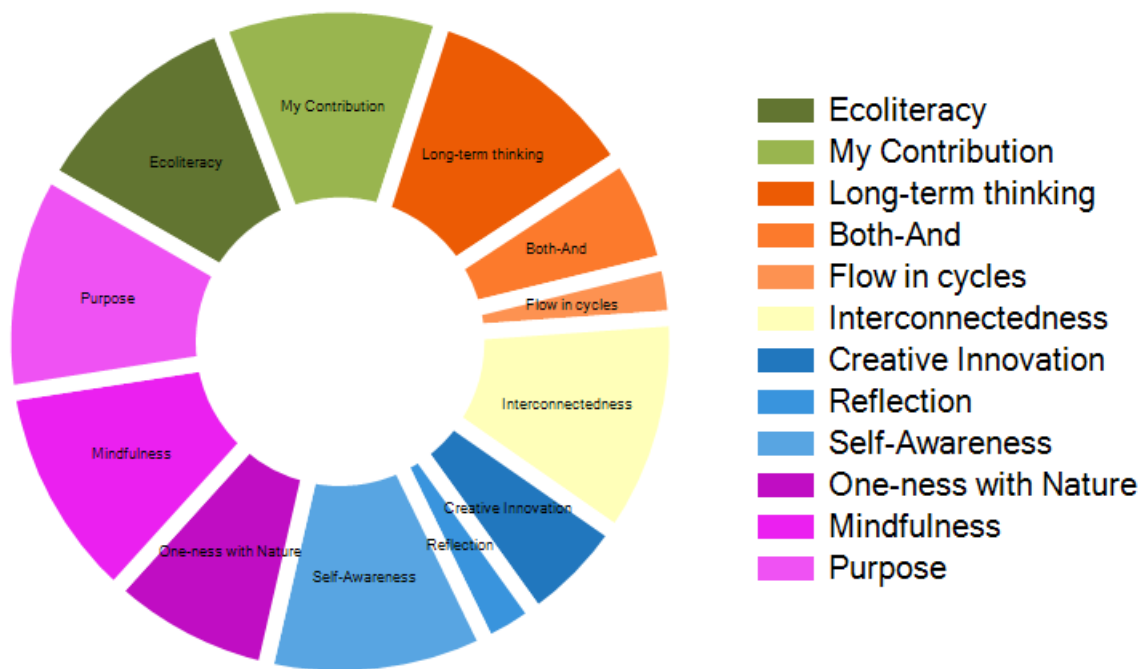 My Contribution
Long-term thinking
Ecoliteracy
Both-And
Purpose
Flow in cycles
Interconnectedness
Mindfulness
Creative Innovation
Reflection
One-ness with Nature
Self-Awareness
Ecoliteracy
My Contribution
Long-term thinking
Both-And
Flow in cycles
Interconnectedness
Creative Innovation
Reflection
Self-Awareness
One-ness with Nature
Mindfulness
Purpose